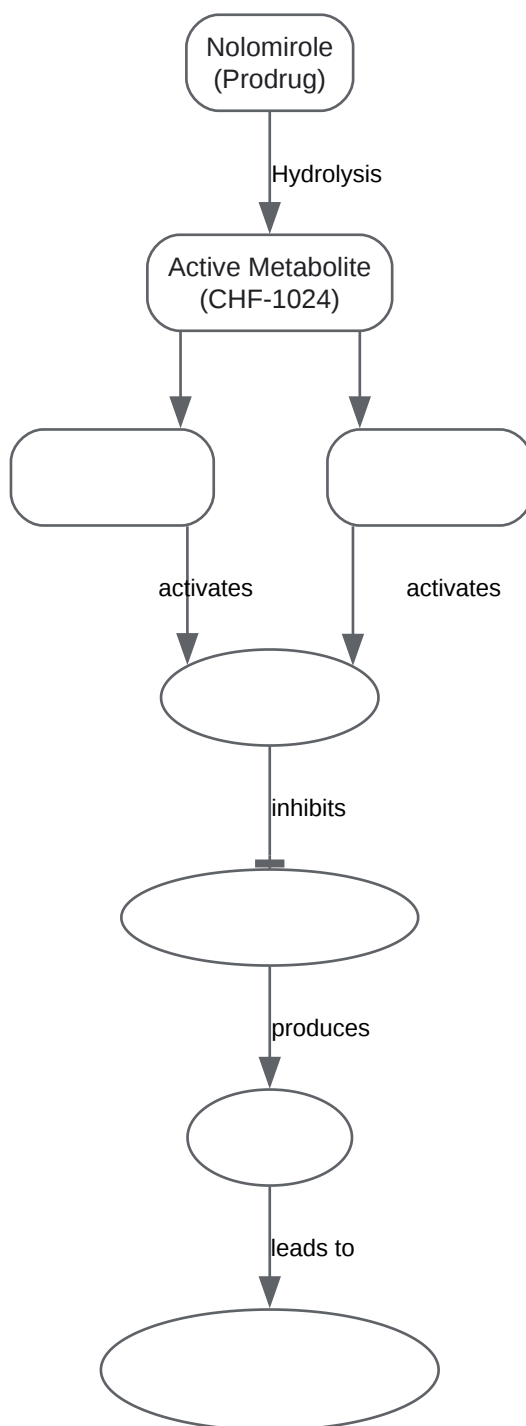 Nolomirole
(Prodrug)
Hydrolysis
Active Metabolite
(CHF-1024)
activates
activates
inhibits
produces
leads to